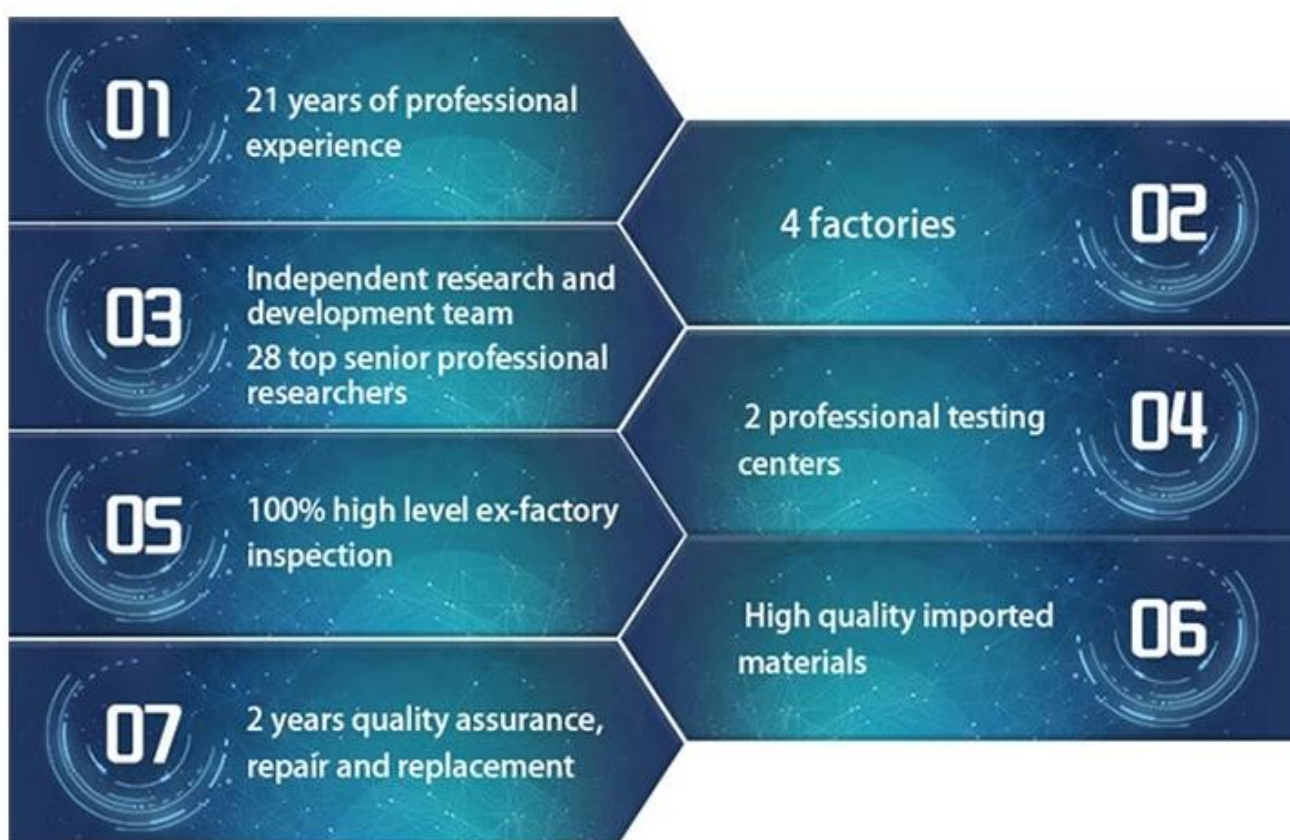 01
21 years of professional
experience
02
4 factories
03
Independent research and
development team
28 top senior professional
researchers
04
2 professional testing
centers
05
100% high level ex-factory
inspection
06
High quality imported
materials
07
2 years quality assurance,
repair and replacement